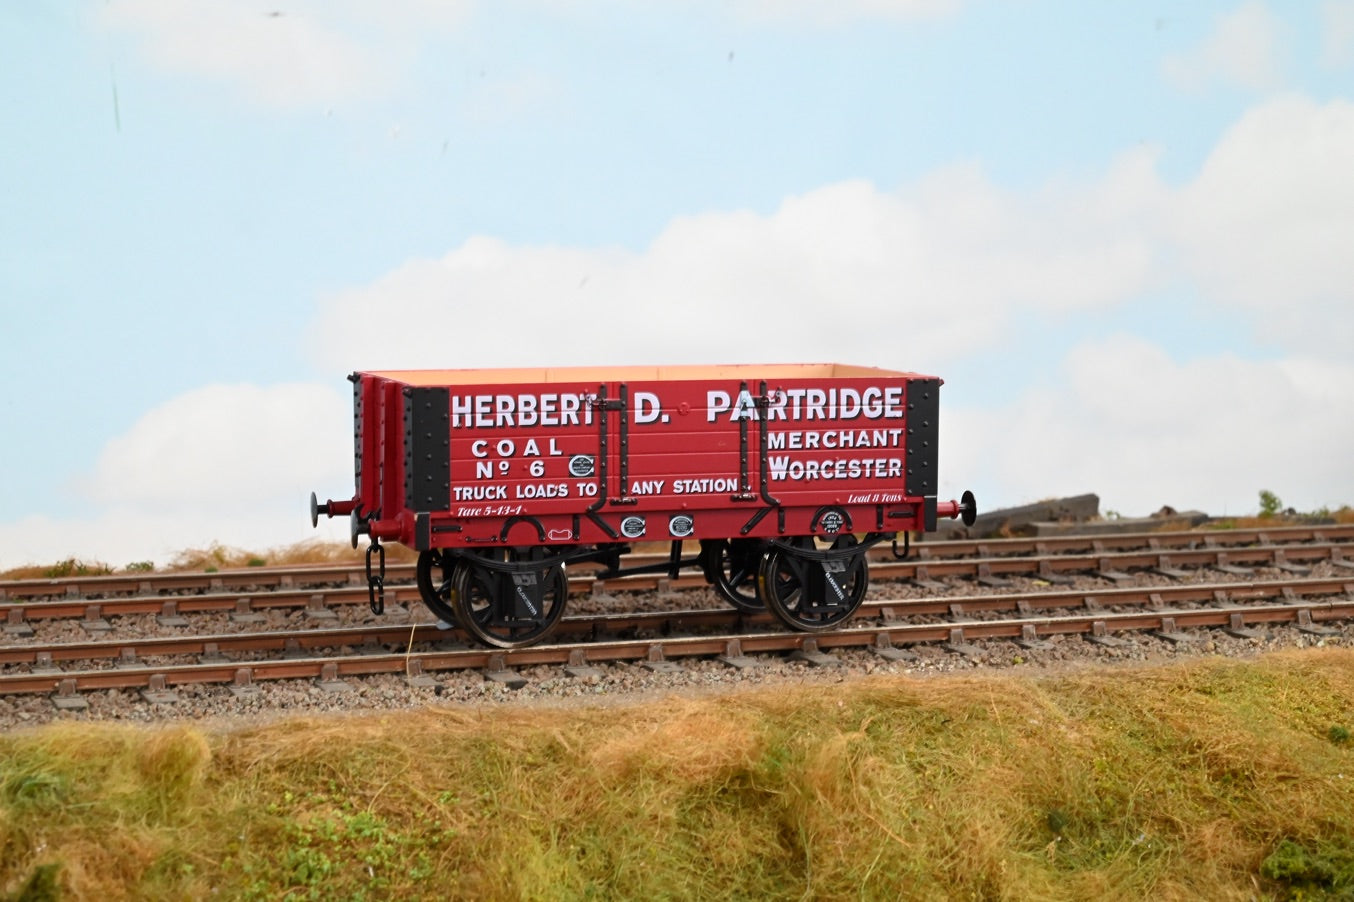 HERBERT D. PARTRIDGE
COAL MERCHANT
Nº 6 WORCESTER
TRUCK LOADS TO ANY STATION
Tare 5-13-1 Load 8 Tons
GLOUCESTER